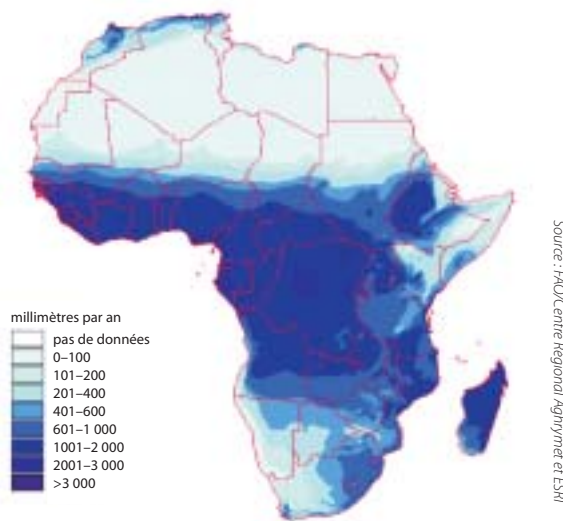 millimètres par an
pas de données
0–100
101–200
201–400
401–600
601–1 000
1001–2 000
2001–3 000
>3 000
Source : FAO/Centre Régional Aghrymet et ESRI